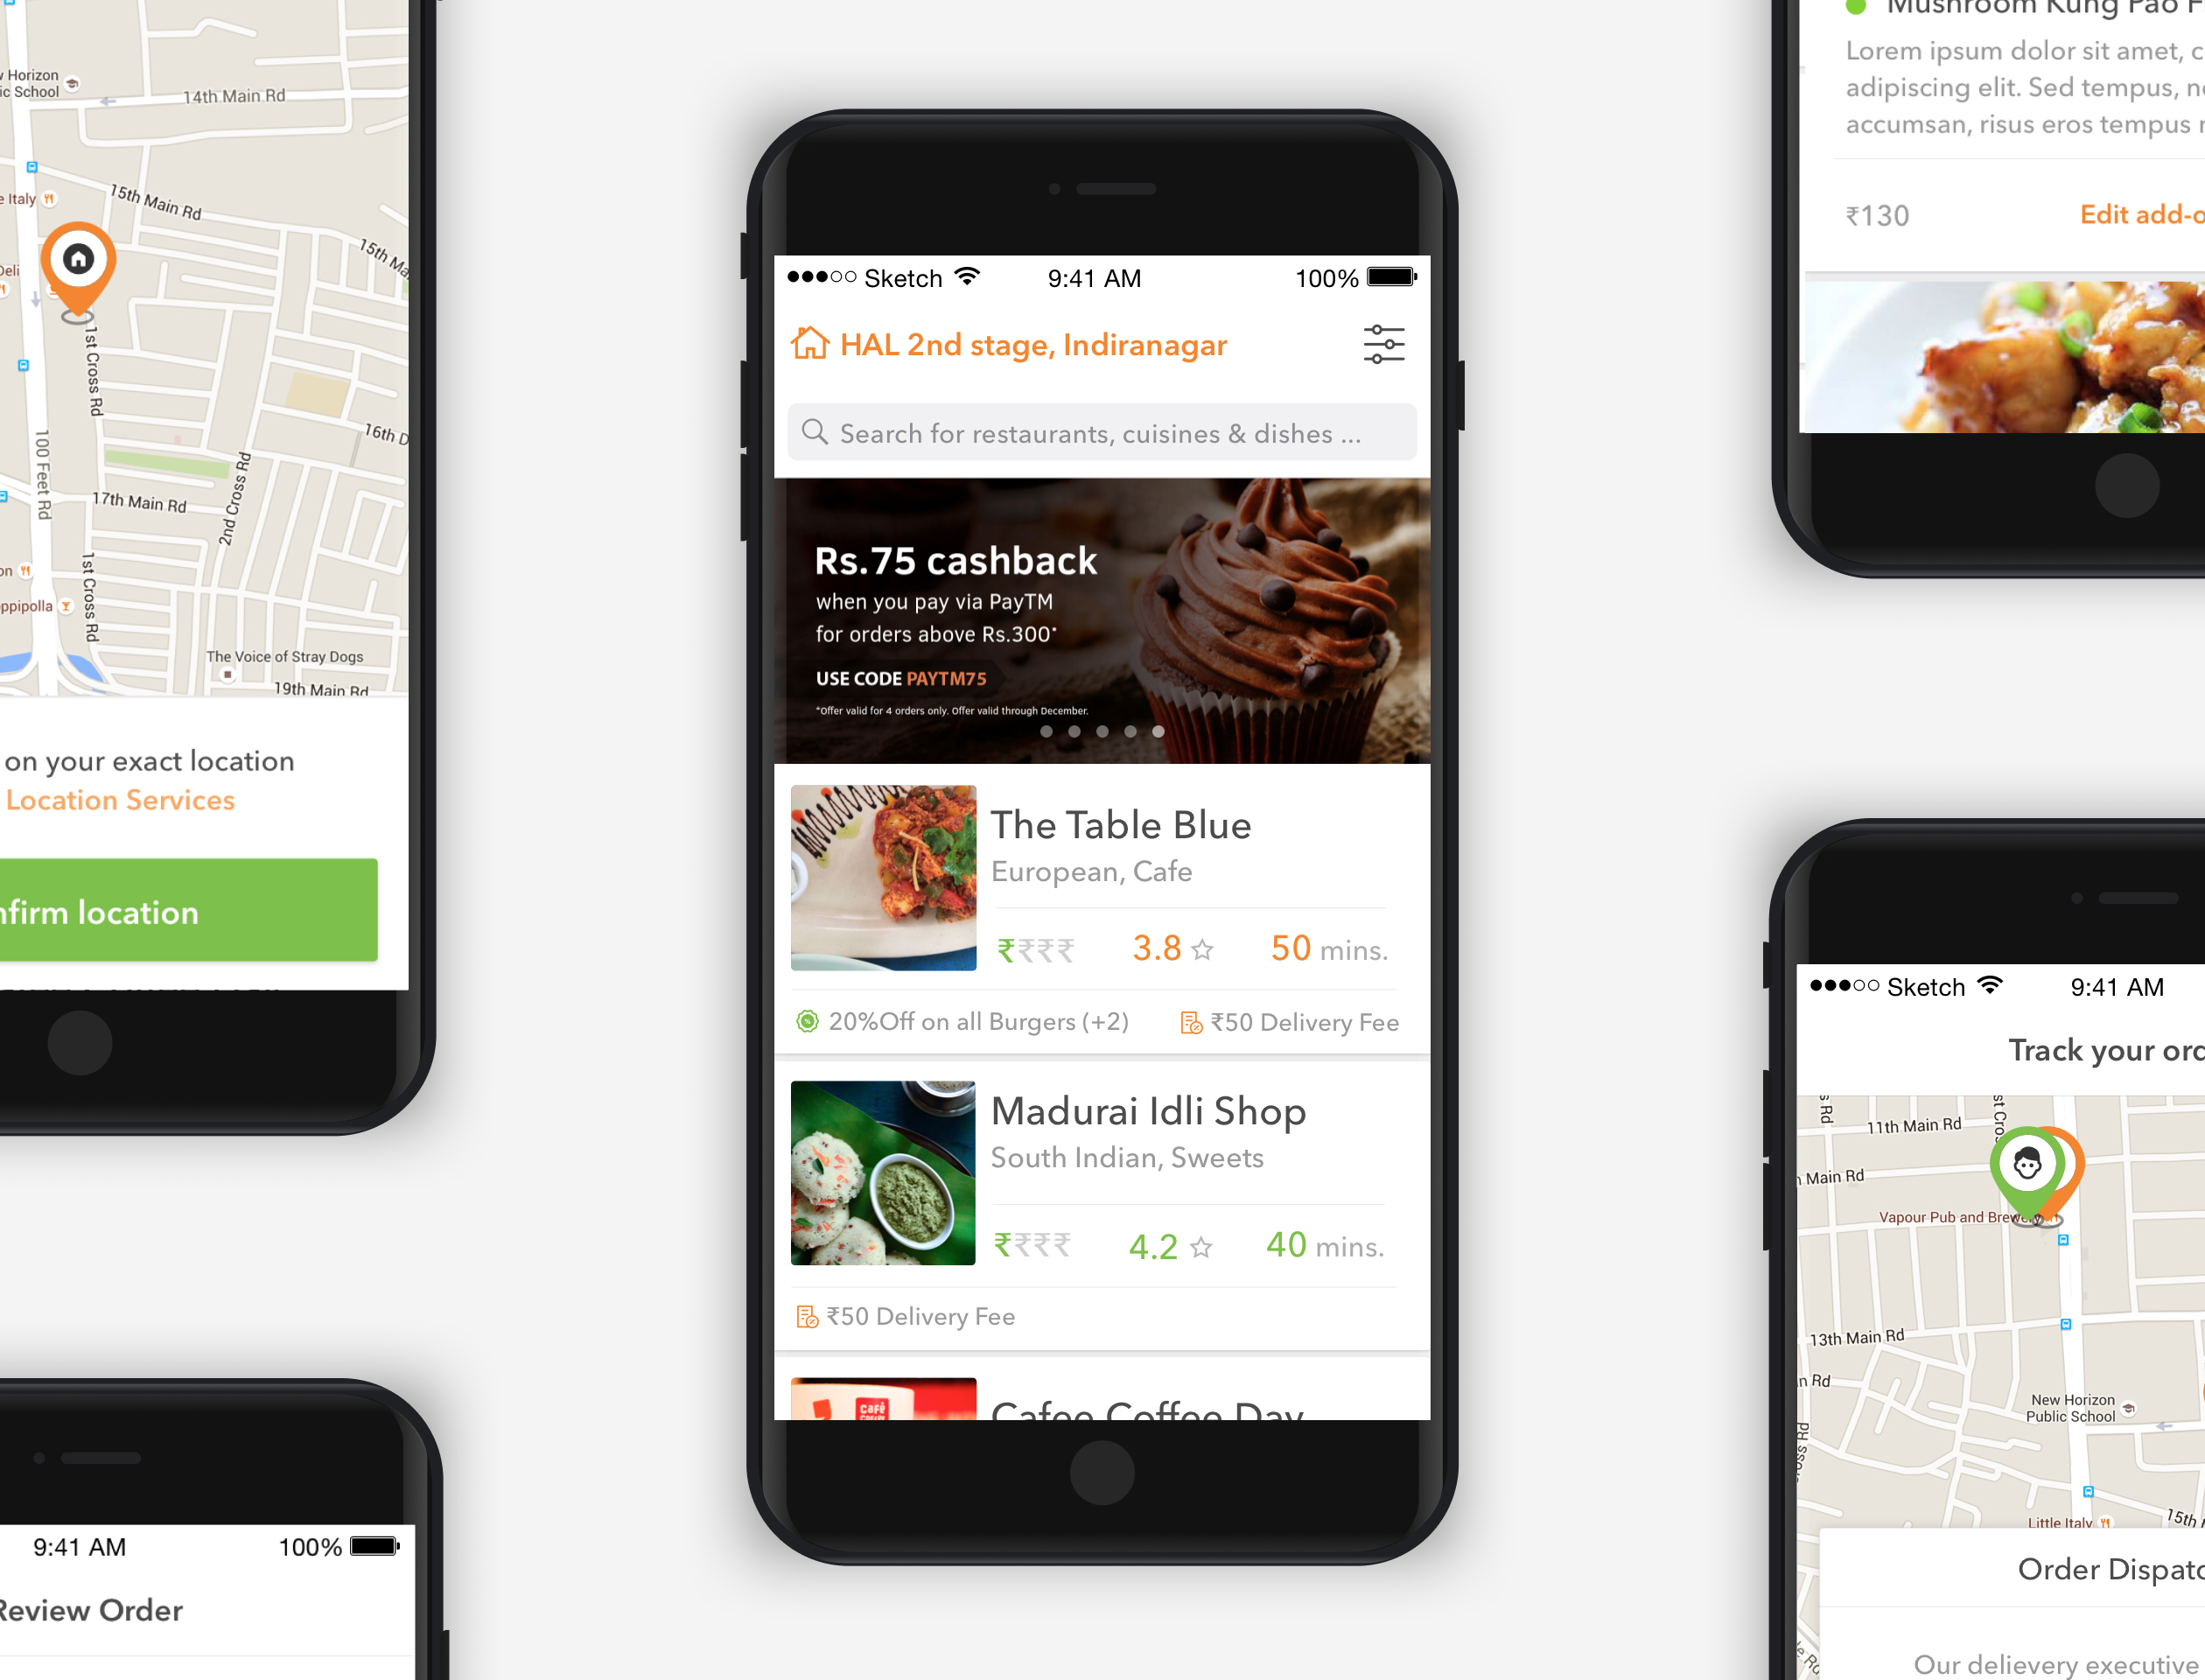 Horizon
ic School
14th Main Rd
Italy
15th Main Rd
15th
1st Cross Rd
100 Feet Rd
16th
17th Main Rd
2nd Cross Rd
1st Cross Rd
The Voice of Stray Dogs
19th Main Rd
on your exact location
Location Services
nfirm location
9:41 AM 100%
Review Order
Sketch 9:41 AM 100%
HAL 2nd stage, Indiranagar
Search for restaurants, cuisines & dishes ...
Rs.75 cashback
when you pay via PayTM
for orders above Rs.300*
USE CODE PAYTM75
*Offer valid for 4 orders only. Offer valid through December.
The Table Blue
European, Cafe
₹₹₹₹ 3.8 50 mins.
20%Off on all Burgers (+2) ₹50 Delivery Fee
Madurai Idli Shop
South Indian, Sweets
₹₹₹₹ 4.2 40 mins.
₹50 Delivery Fee
Cafee Coffee Day
Mushroom Kung Pao
Lorem ipsum dolor sit amet, c
adipiscing elit. Sed tempus, n
accumsan, risus eros tempus
₹130 Edit add-o
Sketch 9:41 AM
Track your ord
11th Main Rd
Main Rd
Vapour Pub and Brewery
13th Main Rd
n Rd
New Horizon
Public School
Little Italy
15th
Order Dispatc
Our delievery executive